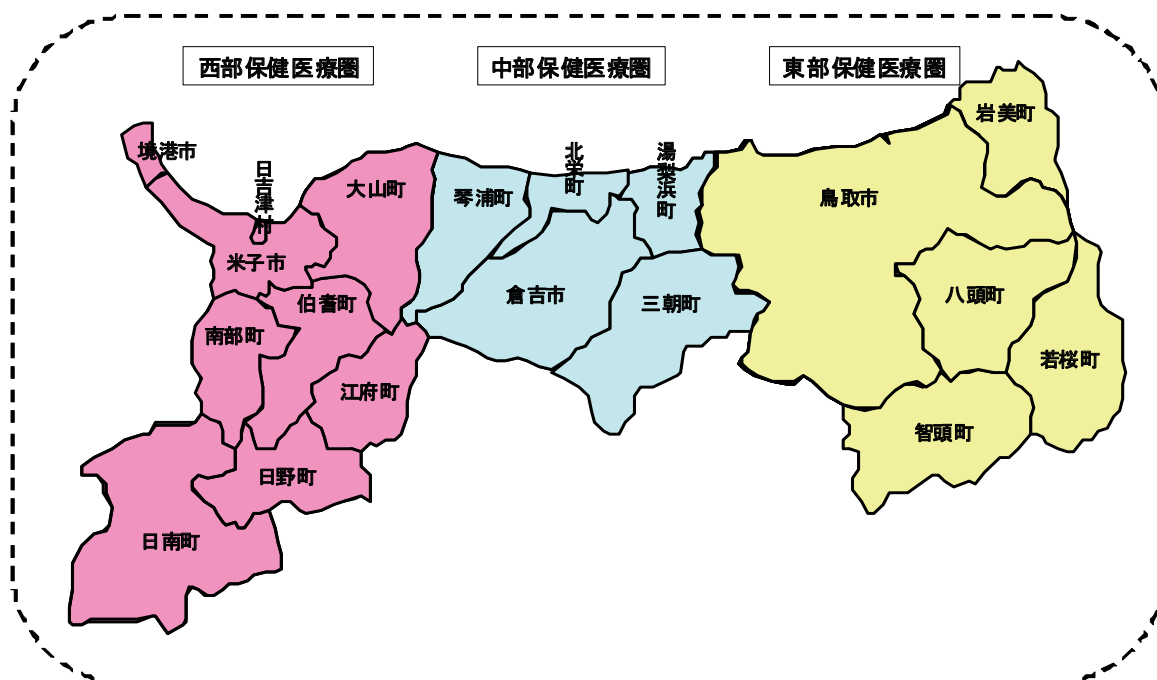 西部保健医療圏
中部保健医療圏
東部保健医療圏
岩美町
境港市
日吉津村
大山町
琴浦町
北栄町
湯梨浜町
鳥取市
米子市
伯耆町
倉吉市
三朝町
八頭町
南部町
若桜町
江府町
智頭町
日野町
日南町